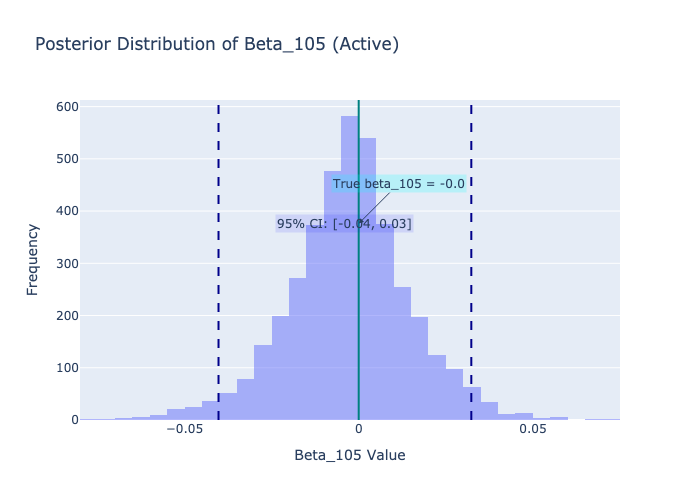 Posterior Distribution of Beta_105 (Active)
600
500
400
300
200
100
0
Frequency
True beta_105 = -0.0
95% CI: [-0.04, 0.03]
−0.05
0
0.05
Beta_105 Value